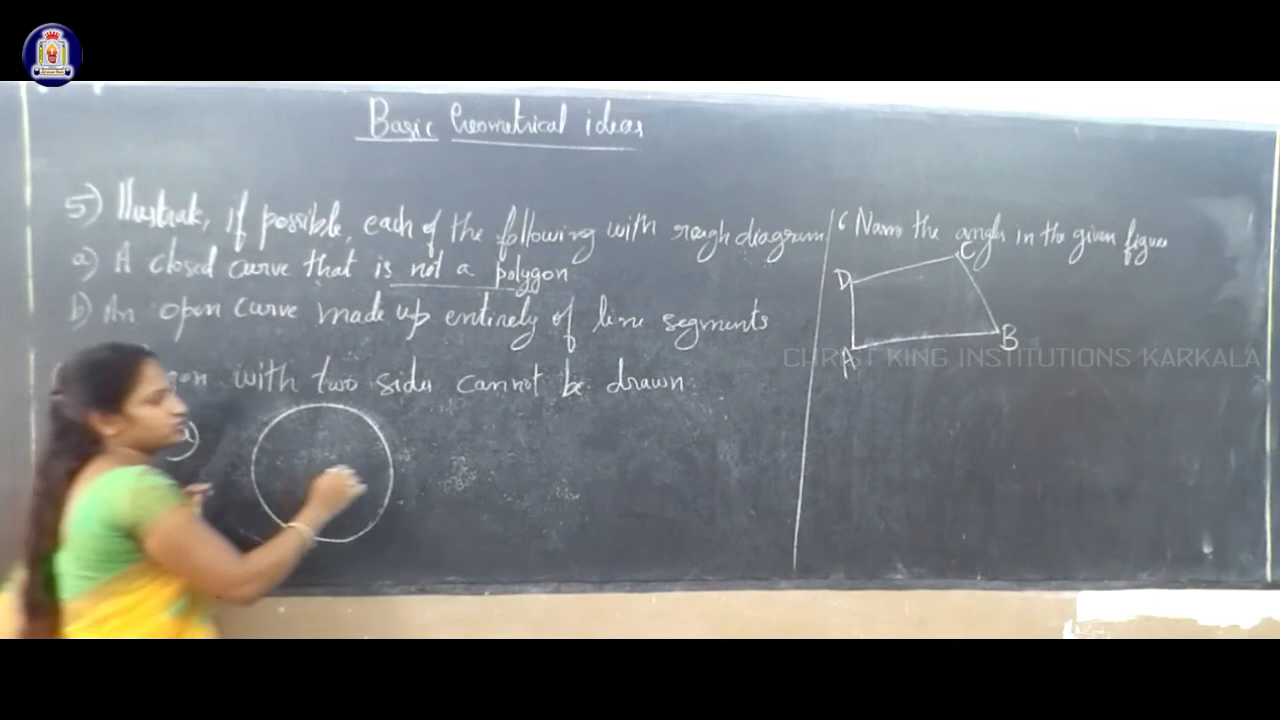 Basic Geometrical ideas
5) Illustrate, if possible, each of the following with rough diagram
a) A closed curve that is not a polygon
b) An open curve made up entirely of line segments
with two sides cannot be drawn
a)
6 Name the angles in the given figure
D
C
A
B
CHRIST KING INSTITUTIONS KARKALA